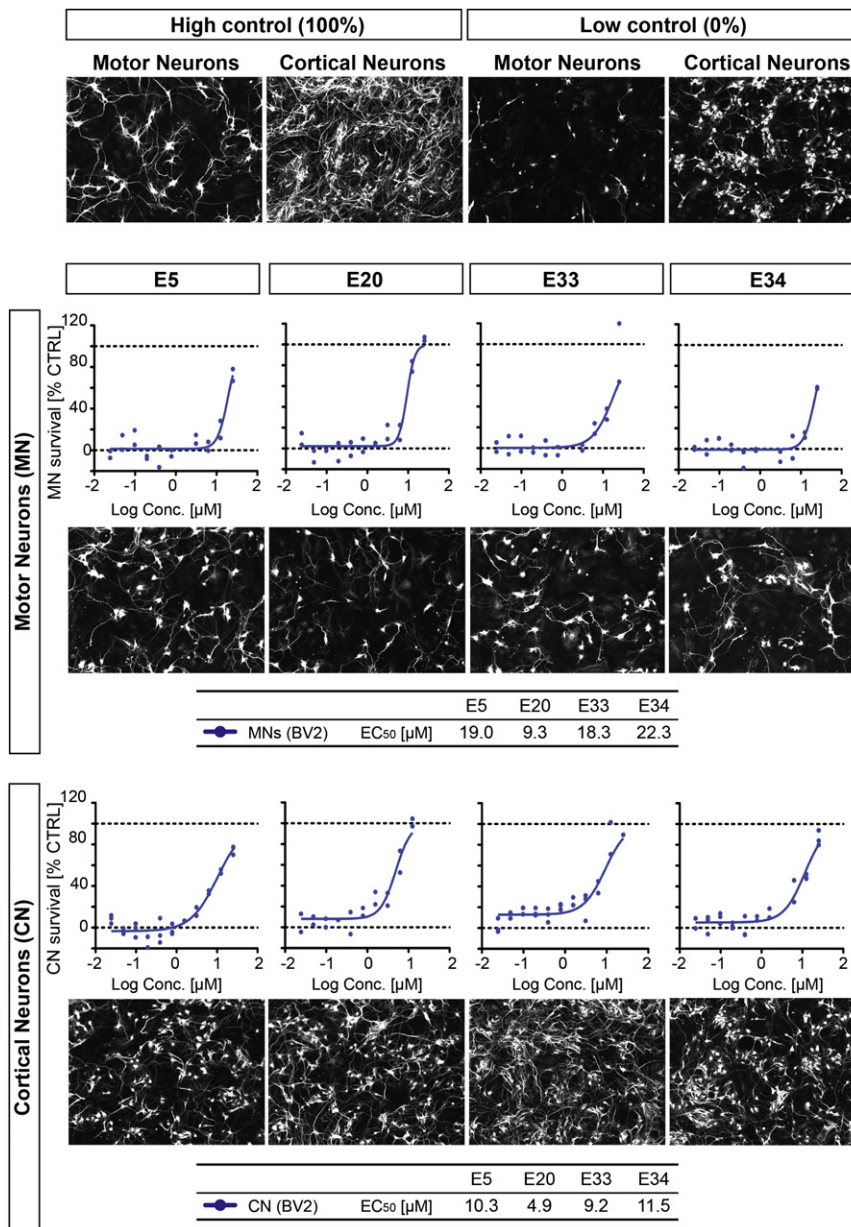 High control (100%) Low control (0%)
Motor Neurons Cortical Neurons Motor Neurons Cortical Neurons
E5 E20 E33 E34
Motor Neurons (MN)
MN survival [% CTRL]
120
80
40
0
-2 -1 0 1 2 -2 -1 0 1 2 -2 -1 0 1 2 -2 -1 0 1 2
Log Conc. [µM] Log Conc. [µM] Log Conc. [µM] Log Conc. [µM]
E5 E20 E33 E34
MNs (BV2) EC50 [µM] 19.0 9.3 18.3 22.3
Cortical Neurons (CN)
CN survival [% CTRL]
120
80
40
0
-2 -1 0 1 2 -2 -1 0 1 2 -2 -1 0 1 2 -2 -1 0 1 2
Log Conc. [µM] Log Conc. [µM] Log Conc. [µM] Log Conc. [µM]
E5 E20 E33 E34
CN (BV2) EC50 [µM] 10.3 4.9 9.2 11.5